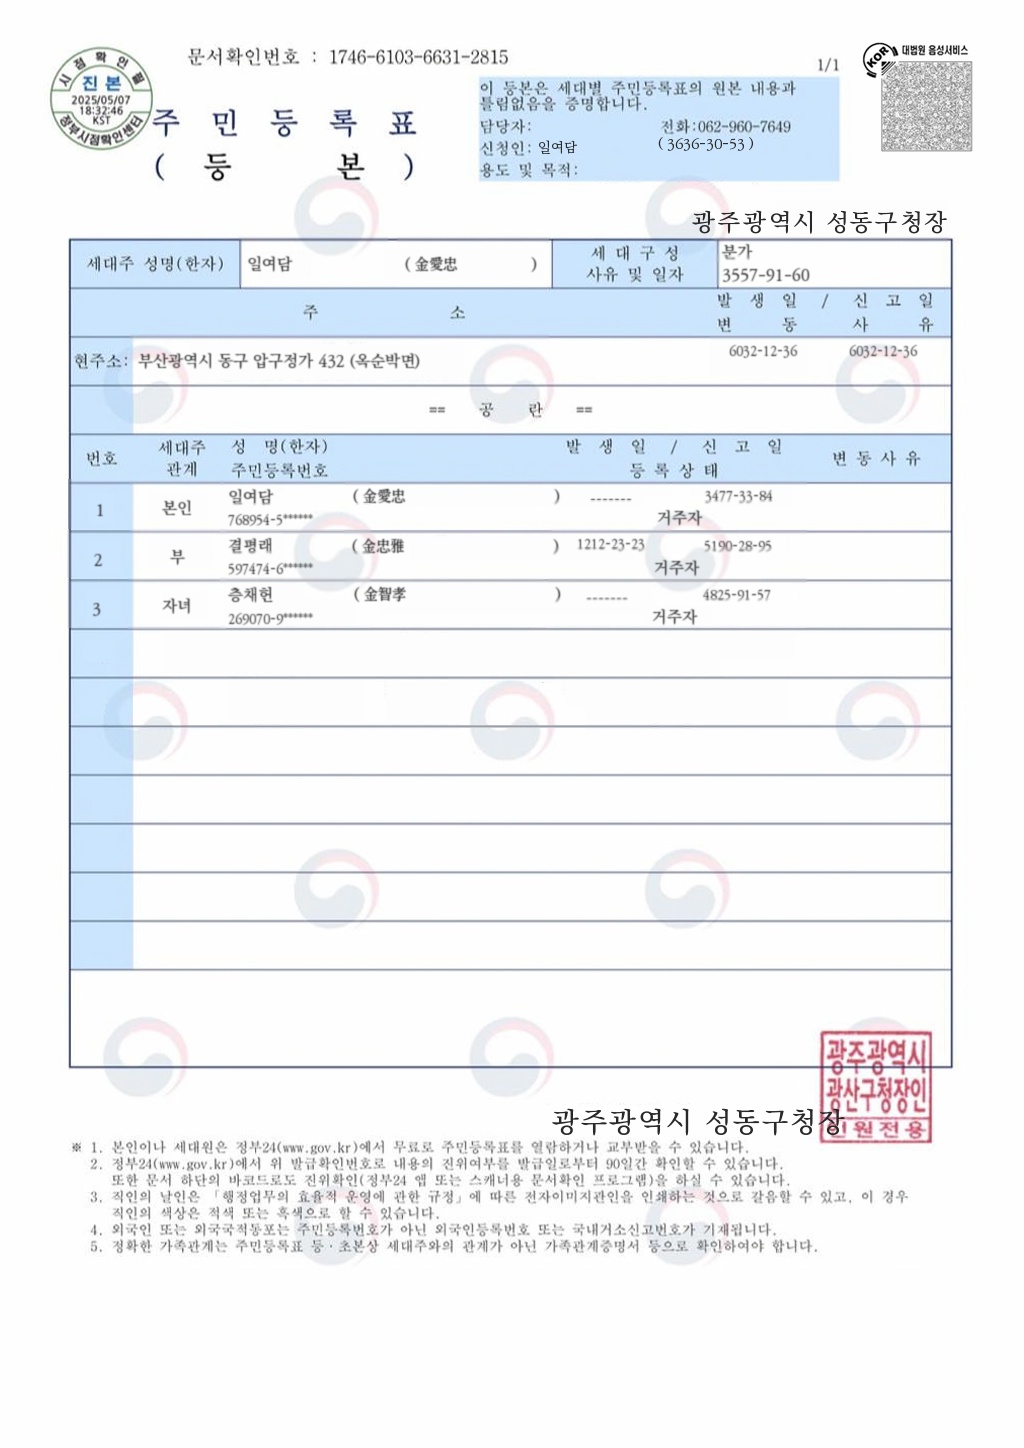 문서확인번호 : 1746-6103-6631-2815
시점확인필
진본
2025/05/07
18:32:46
KST
정부시점확인센터
주 민 등 록 표
( 등 본 )
1/1
이 등본은 세대별 주민등록표의 원본 내용과
틀림없음을 증명합니다.
담당자: 전화:062-960-7649
신청인: 일여담 ( 3636-30-53 )
용도 및 목적:
KOR 대법원 음성서비스
광주광역시 성동구청장
세대주 성명(한자) 일여담 ( 金愛忠 ) 세 대 구 성 분가
사유 및 일자 3557-91-60
주 소 발 생 일 / 신 고 일
변 동 사 유
현주소: 부산광역시 동구 압구정가 432 (옥순박면) 6032-12-36 6032-12-36
== 공 란 ==
번호 세대주 성 명(한자) 발 생 일 / 신 고 일 변 동 사 유
관계 주민등록번호 등 록 상 태
1 본인 일여담 ( 金愛忠 ) ------- 3477-33-84
768954-5****** 거주자
2 부 결평래 ( 金忠雅 ) 1212-23-23 5190-28-95
597474-6****** 거주자
3 자녀 층채헌 ( 金智孝 ) ------- 4825-91-57
269070-9****** 거주자
광주광역시
광산구청장인
민원전용
광주광역시 성동구청장
※ 1. 본인이나 세대원은 정부24(www.gov.kr)에서 무료로 주민등록표를 열람하거나 교부받을 수 있습니다.
2. 정부24(www.gov.kr)에서 위 발급확인번호로 내용의 진위여부를 발급일로부터 90일간 확인할 수 있습니다.
또한 문서 하단의 바코드로도 진위확인(정부24 앱 또는 스캐너용 문서확인 프로그램)을 하실 수 있습니다.
3. 직인의 날인은 「행정업무의 효율적 운영에 관한 규정」에 따른 전자이미지관인을 인쇄하는 것으로 갈음할 수 있고, 이 경우
직인의 색상은 적색 또는 흑색으로 할 수 있습니다.
4. 외국인 또는 외국국적동포는 주민등록번호가 아닌 외국인등록번호 또는 국내거소신고번호가 기재됩니다.
5. 정확한 가족관계는 주민등록표 등·초본상 세대주와의 관계가 아닌 가족관계증명서 등으로 확인하여야 합니다.